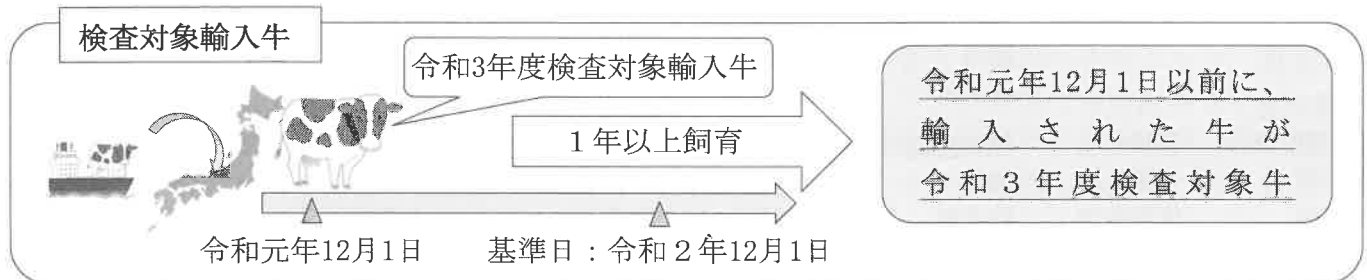 検査対象輸入牛
令和3年度検査対象輸入牛
1年以上飼育
令和元年12月1日
基準日：令和２年12月1日
令和元年12月1日以前に、
輸入された牛が
令和３年度検査対象牛